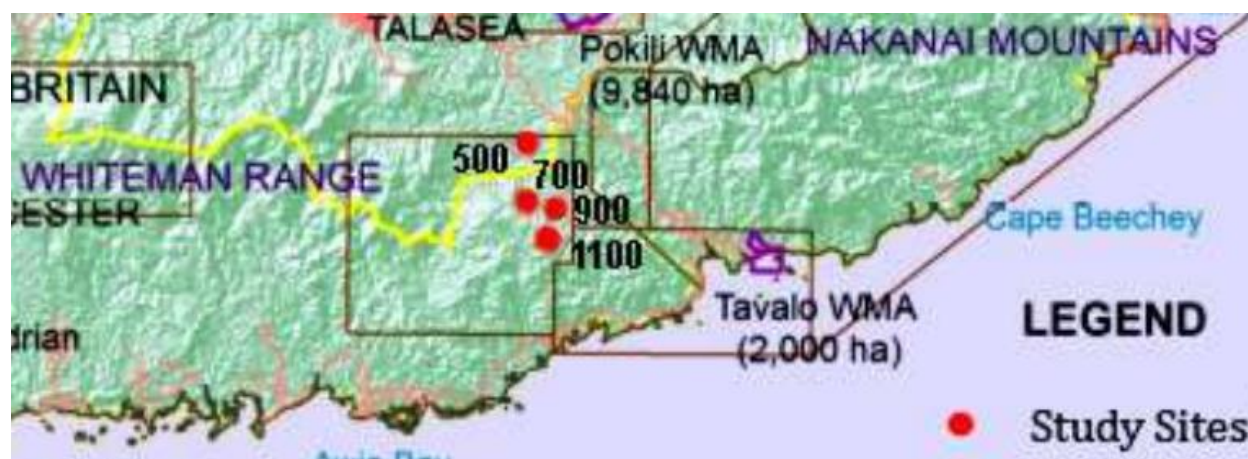 TALASEA
Pokili WMA
(9,840 ha)
NAKANAI MOUNTAINS
BRITAIN
500
700
WHITEMAN RANGE
900
CESTER
Cape Beechey
1100
Tavalo WMA
(2,000 ha)
LEGEND
drian
Study Sites